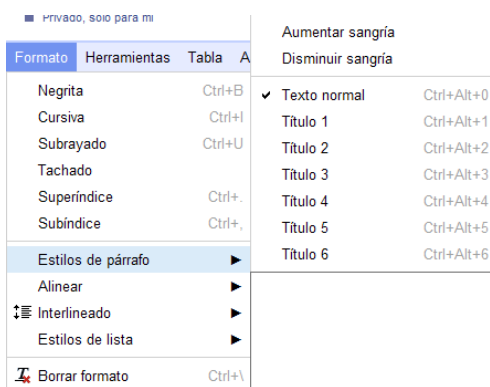 Privado, solo para mí
Formato Herramientas Tabla A
Negrita Ctrl+B
Cursiva Ctrl+I
Subrayado Ctrl+U
Tachado
Superíndice Ctrl+.
Subíndice Ctrl+,
Estilos de párrafo
Alinear
Interlineado
Estilos de lista
Borrar formato Ctrl+\
Aumentar sangría
Disminuir sangría
Texto normal Ctrl+Alt+0
Título 1 Ctrl+Alt+1
Título 2 Ctrl+Alt+2
Título 3 Ctrl+Alt+3
Título 4 Ctrl+Alt+4
Título 5 Ctrl+Alt+5
Título 6 Ctrl+Alt+6